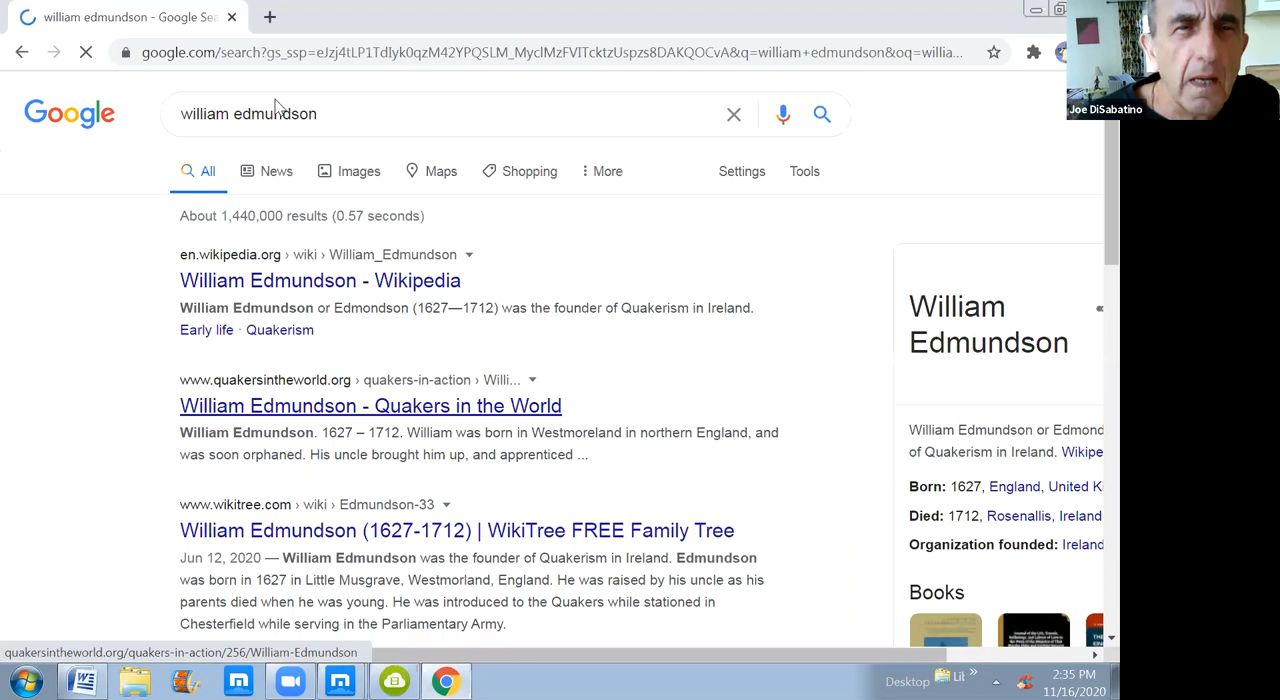 william edmundson - Google Sea
google.com/search?gs_ssp=eJzj4tLP1TdIyk0qzM42YPQSLM_MyclMzFVITcktzUspzs8DAKQOCvA&q=william+edmundson&oq=willia...
Joe DiSabatino
Google
william edmundson
All
News
Images
Maps
Shopping
More
Settings
Tools
About 1,440,000 results (0.57 seconds)
en.wikipedia.org › wiki › William_Edmundson
William Edmundson - Wikipedia
William Edmundson or Edmondson (1627—1712) was the founder of Quakerism in Ireland.
Early life · Quakerism
www.quakersintheworld.org › quakers-in-action › Willi...
William Edmundson - Quakers in the World
William Edmundson. 1627 – 1712. William was born in Westmoreland in northern England, and
was soon orphaned. His uncle brought him up, and apprenticed ...
www.wikitree.com › wiki › Edmundson-33
William Edmundson (1627-1712) | WikiTree FREE Family Tree
Jun 12, 2020 — William Edmundson was the founder of Quakerism in Ireland. Edmundson
was born in 1627 in Little Musgrave, Westmorland, England. He was raised by his uncle as his
parents died when he was young. He was introduced to the Quakers while stationed in
Chesterfield while serving in the Parliamentary Army.
William
Edmundson
William Edmundson or Edmond
of Quakerism in Ireland. Wikipe
Born: 1627, England, United K
Died: 1712, Rosenallis, Ireland
Organization founded: Ireland
Books
quakersintheworld.org/quakers-in-action/256/William-Edmundson
Desktop
Lil
2:35 PM
11/16/2020